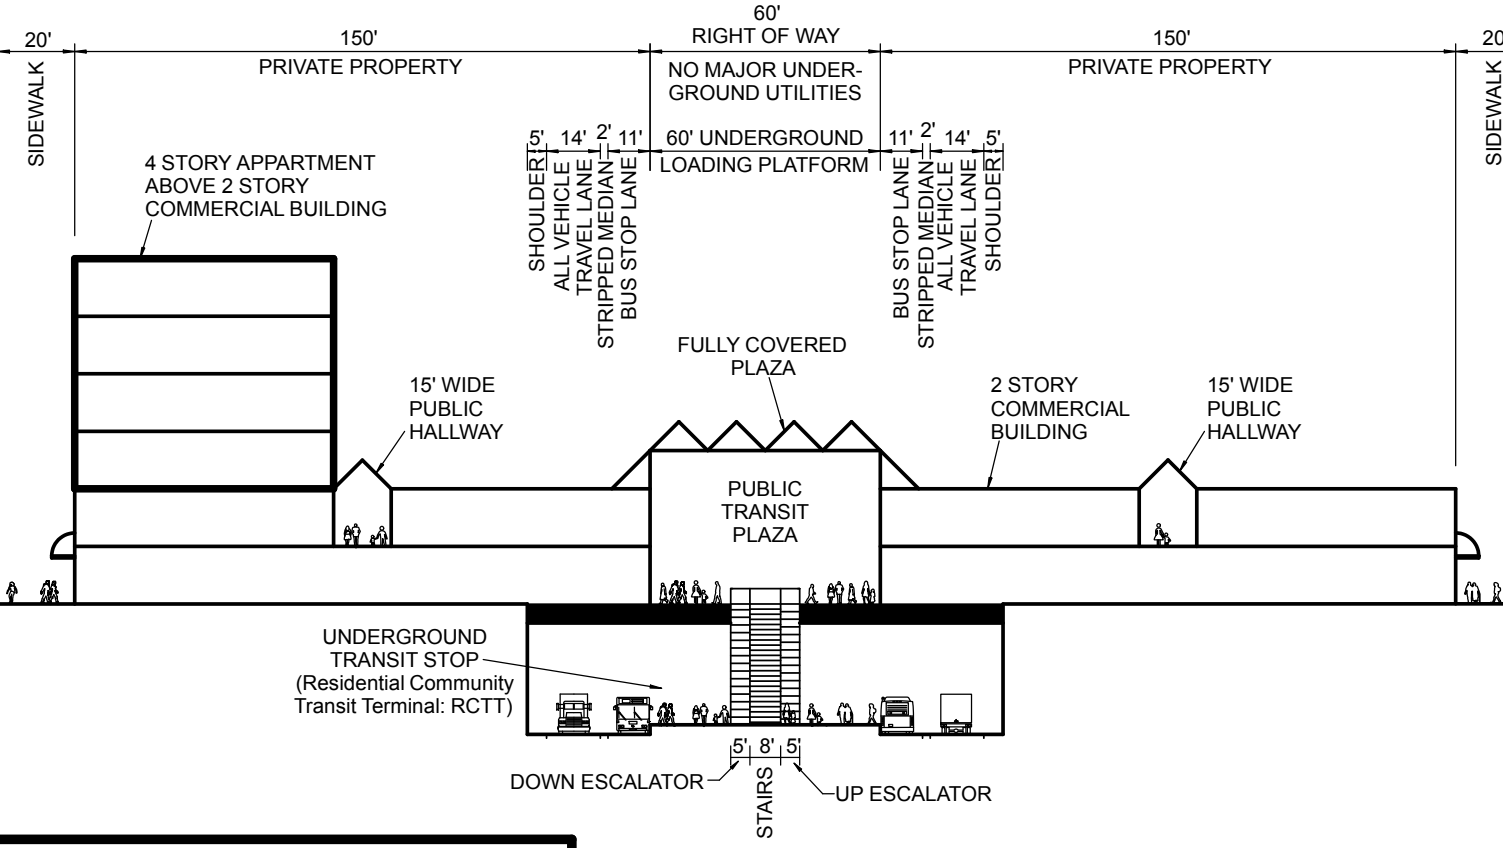 60'
RIGHT OF WAY
20'
150'
150'
20
SIDEWALK
PRIVATE PROPERTY
NO MAJOR UNDER-
GROUND UTILITIES
PRIVATE PROPERTY
SIDEWALK
5'
14'
2'
11'
60' UNDERGROUND
LOADING PLATFORM
11'
2'
14'
5'
SHOULDER
ALL VEHICLE
TRAVEL LANE
STRIPPED MEDIAN
BUS STOP LANE
BUS STOP LANE
STRIPPED MEDIAN
ALL VEHICLE
TRAVEL LANE
SHOULDER
4 STORY APPARTMENT
ABOVE 2 STORY
COMMERCIAL BUILDING
FULLY COVERED
PLAZA
15' WIDE
PUBLIC
HALLWAY
2 STORY
COMMERCIAL
BUILDING
15' WIDE
PUBLIC
HALLWAY
PUBLIC
TRANSIT
PLAZA
UNDERGROUND
TRANSIT STOP
(Residential Community
Transit Terminal: RCTT)
5'
8'
5'
DOWN ESCALATOR
STAIRS
UP ESCALATOR